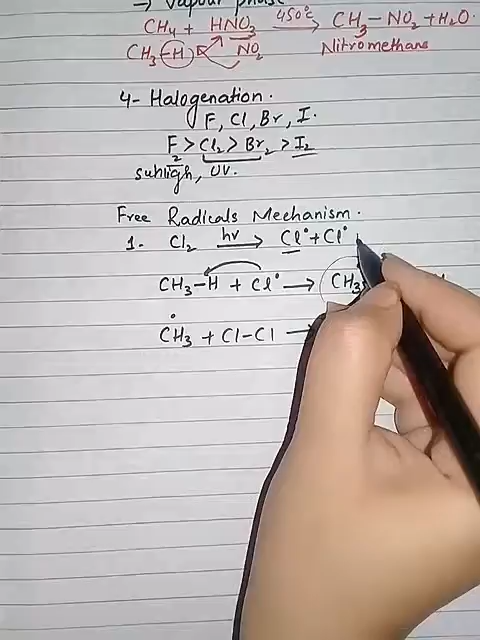 → Vapour phase
CH₄ + HNO₃ 450°c → CH₃ – NO₂ + H₂O.
CH₃–H NO₂ Nitromethans
4- Halogenation.
F, Cl, Br, I.
F₂ > Cl₂ > Br₂ > I₂
sunligh, UV.
Free Radicals Mechanism.
1. Cl₂ hv → Cl• + Cl•
CH₃–H + Cl• → CH₃
•CH₃ + Cl–Cl →